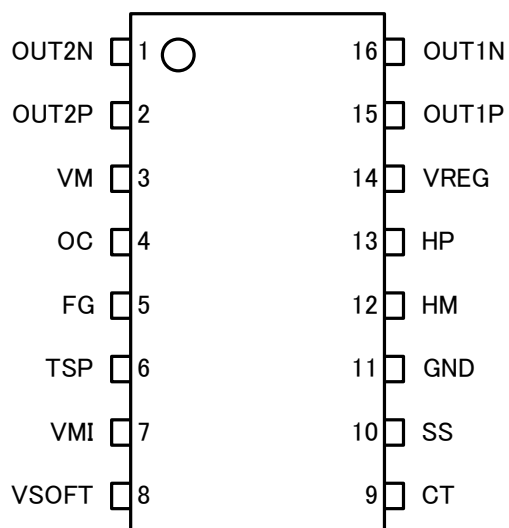 OUT2N 1 16 OUT1N
OUT2P 2 15 OUT1P
VM 3 14 VREG
OC 4 13 HP
FG 5 12 HM
TSP 6 11 GND
VMI 7 10 SS
VSOFT 8 9 CT